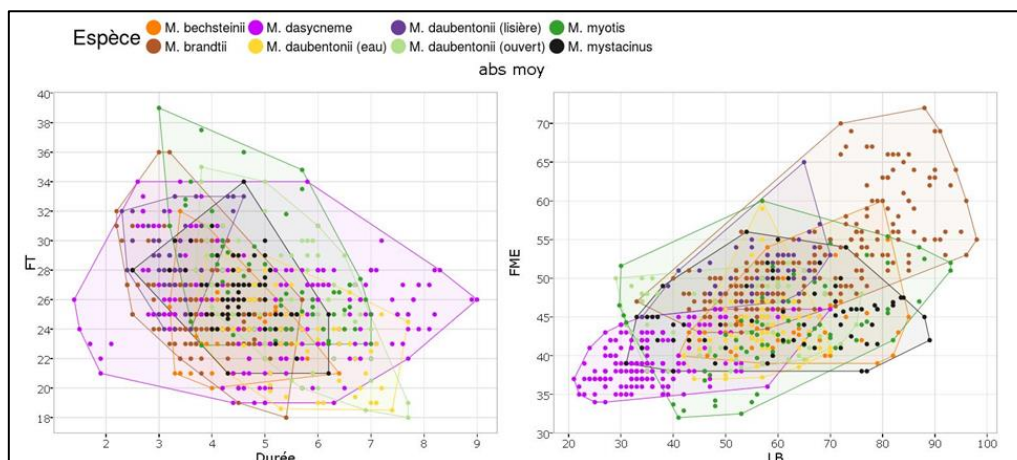 Espèce M. bechsteinii M. dasycneme M. daubentonii (lisière) M. myotis
M. brandtii M. daubentonii (eau) M. daubentonii (ouvert) M. mystacinus
abs moy
40
38
36
34
32
30
28
26
24
22
20
18
FT
2 3 4 5 6 7 8 9
Durée
70
65
60
55
50
45
40
35
30
FME
20 30 40 50 60 70 80 90 100
LB